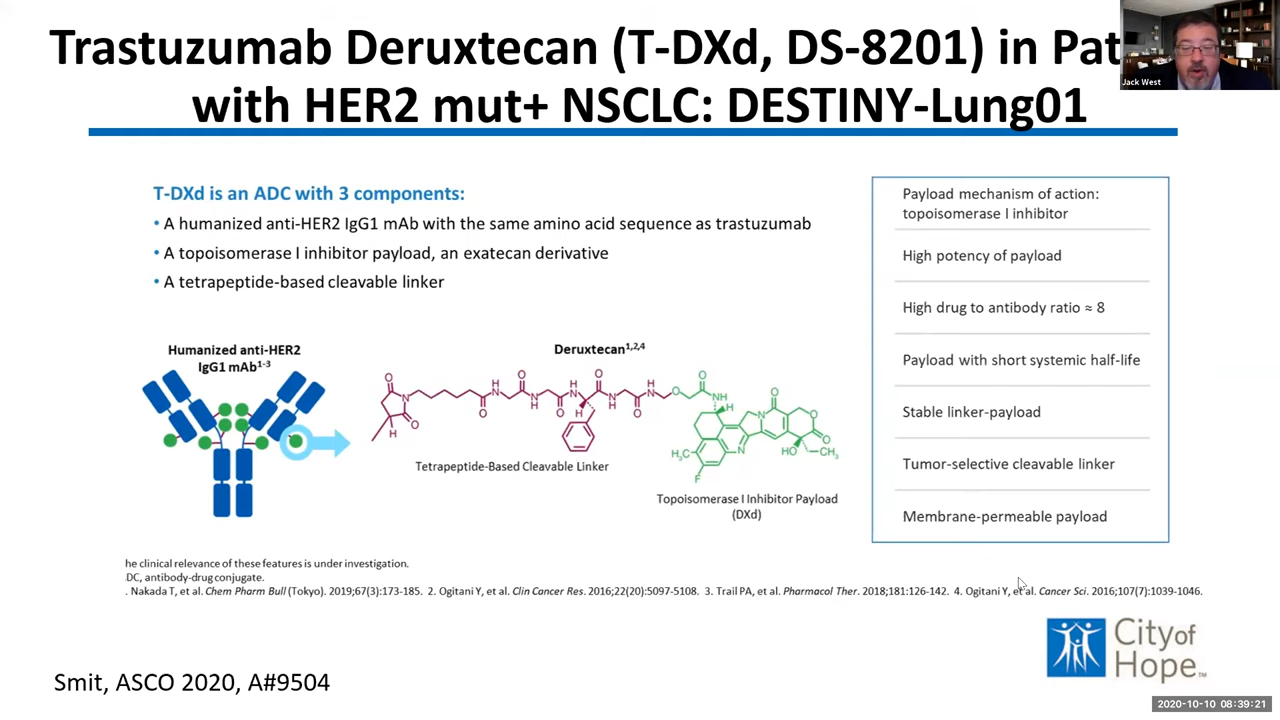 Trastuzumab Deruxtecan (T-DXd, DS-8201) in Pat
with HER2 mut+ NSCLC: DESTINY-Lung01
Jack West
T-DXd is an ADC with 3 components:
• A humanized anti-HER2 IgG1 mAb with the same amino acid sequence as trastuzumab
• A topoisomerase I inhibitor payload, an exatecan derivative
• A tetrapeptide-based cleavable linker
Humanized anti-HER2
IgG1 mAb1-3
Deruxtecan1,2,4
Tetrapeptide-Based Cleavable Linker
Topoisomerase I Inhibitor Payload
(DXd)
Payload mechanism of action:
topoisomerase I inhibitor
High potency of payload
High drug to antibody ratio ≈ 8
Payload with short systemic half-life
Stable linker-payload
Tumor-selective cleavable linker
Membrane-permeable payload
he clinical relevance of these features is under investigation.
DC, antibody-drug conjugate.
. Nakada T, et al. Chem Pharm Bull (Tokyo). 2019;67(3):173-185. 2. Ogitani Y, et al. Clin Cancer Res. 2016;22(20):5097-5108. 3. Trail PA, et al. Pharmacol Ther. 2018;181:126-142. 4. Ogitani Y, et al. Cancer Sci. 2016;107(7):1039-1046.
City of
Hope™
Smit, ASCO 2020, A#9504
2020-10-10 08:39:21